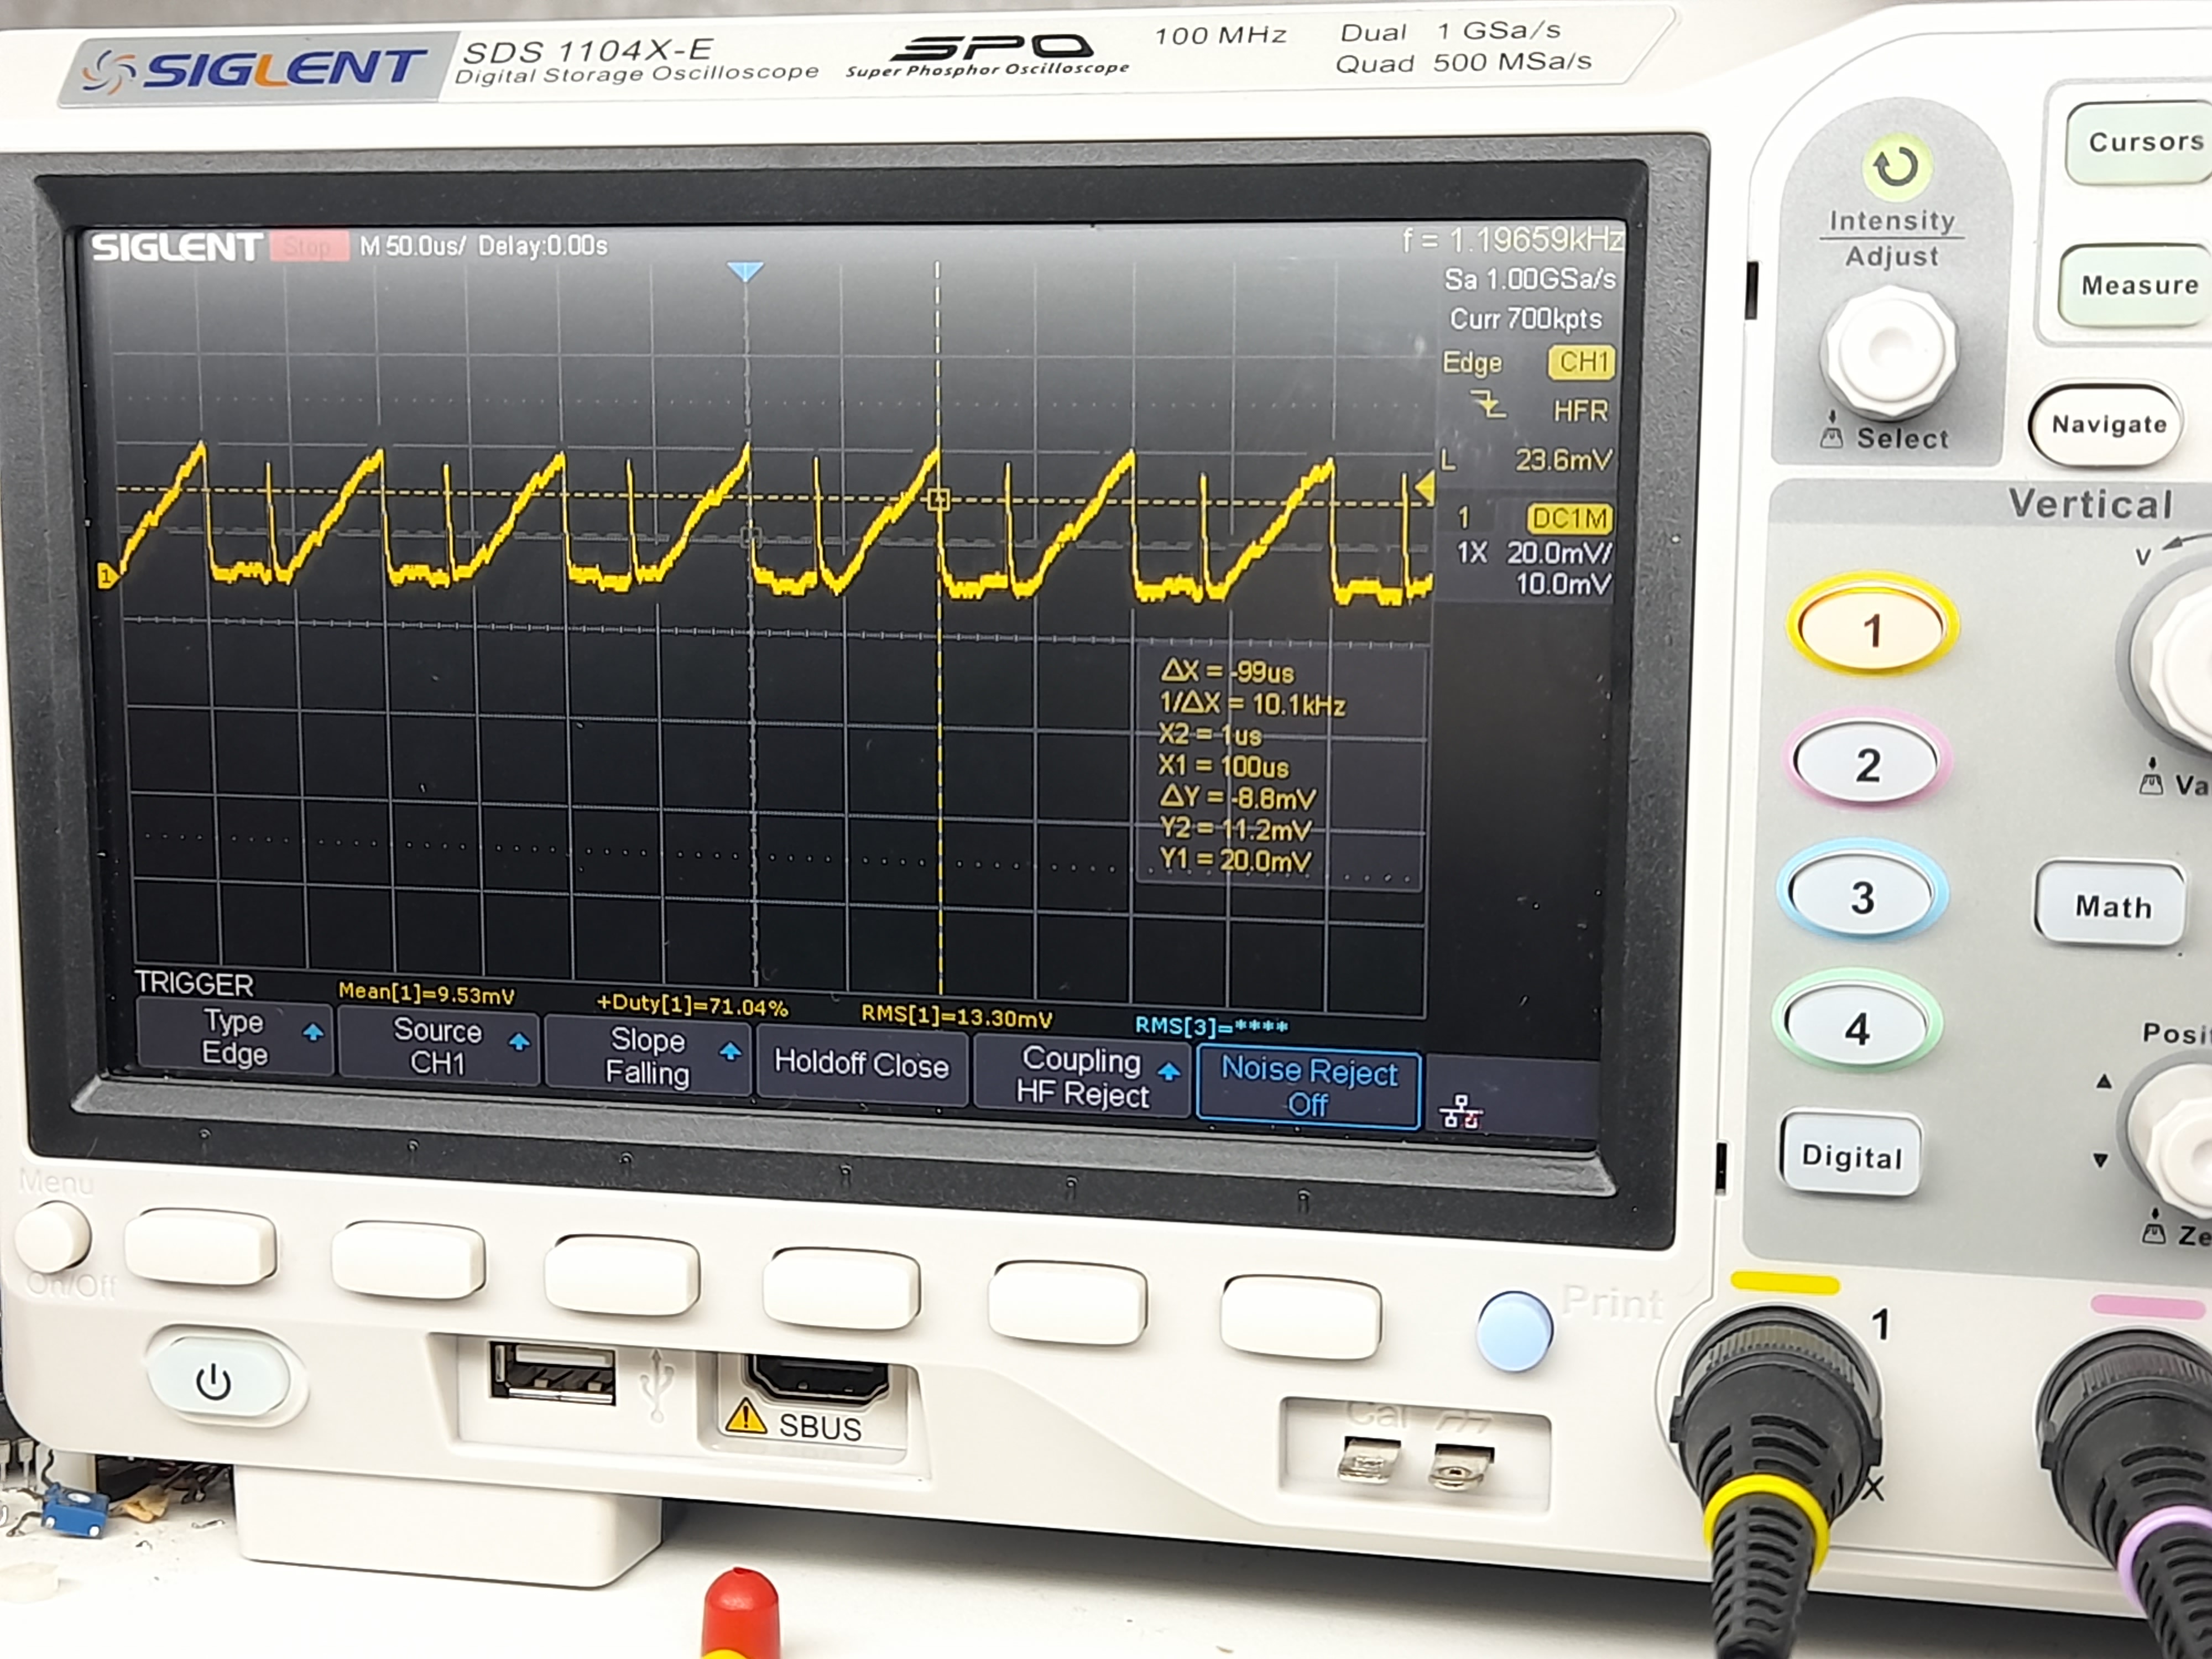 SIGLENT SDS 1104X-E
Digital Storage Oscilloscope
SPO
Super Phosphor Oscilloscope
100 MHz
Dual 1 GSa/s
Quad 500 MSa/s
SIGLENT Stop M 50.0us/ Delay:0.00s
f = 1.19659kHz
Sa 1.00GSa/s
Curr 700kpts
Edge CH1
HFR
L 23.6mV
1 DC1M
1X 20.0mV/
10.0mV
1
ΔX = -99us
1/ΔX = 10.1kHz
X2 = 1us
X1 = 100us
ΔY = -8.8mV
Y2 = 11.2mV
Y1 = 20.0mV
TRIGGER
Mean[1]=9.53mV
+Duty[1]=71.04%
RMS[1]=13.30mV
RMS[3]=****
Type
Edge
Source
CH1
Slope
Falling
Holdoff Close
Coupling
HF Reject
Noise Reject
Off
Intensity
Adjust
Select
Cursors
Measure
Navigate
Vertical
V
1
2
3
4
Math
Digital
Menu
On/Off
Print
SBUS
Cal
1
X